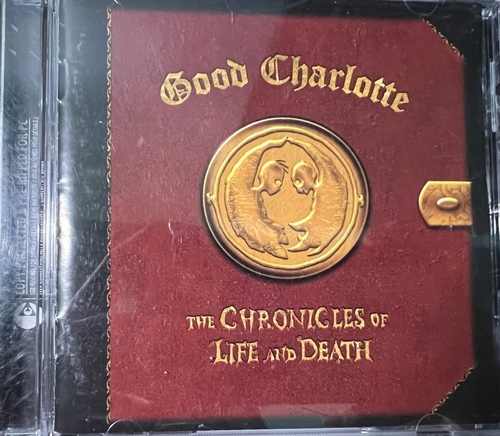 Good Charlotte
THE CHRONICLES OF
LIFE AND DEATH